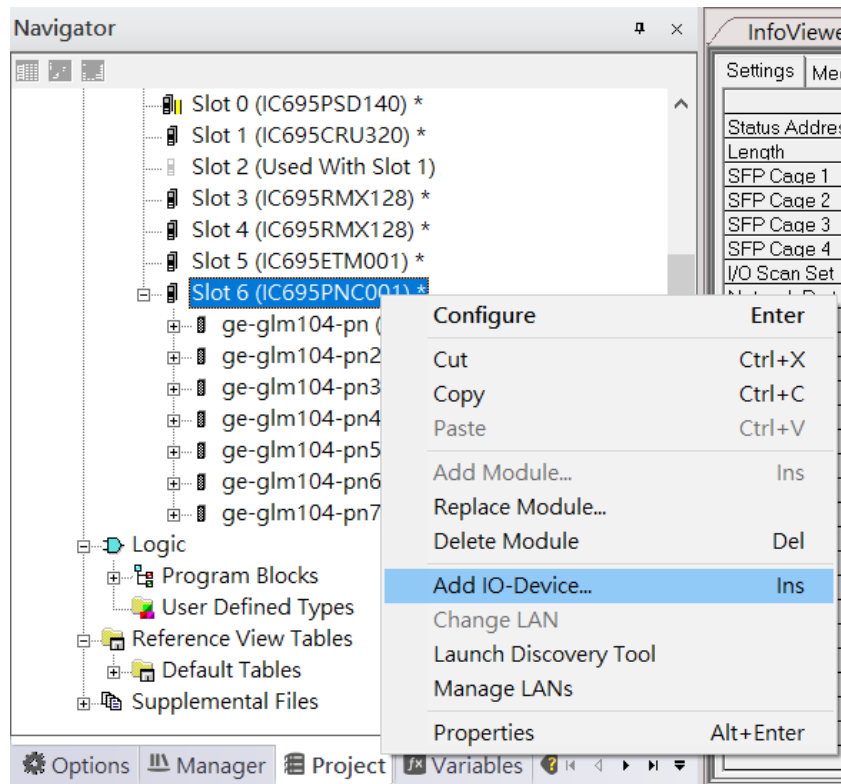 Navigator
InfoViewe
Settings
Slot 0 (IC695PSD140) *
Slot 1 (IC695CRU320) *
Slot 2 (Used With Slot 1)
Slot 3 (IC695RMX128) *
Slot 4 (IC695RMX128) *
Slot 5 (IC695ETM001) *
Slot 6 (IC695PNC001) *
ge-glm104-pn (
ge-glm104-pn2
ge-glm104-pn3
ge-glm104-pn4
ge-glm104-pn5
ge-glm104-pn6
ge-glm104-pn7
Logic
Program Blocks
User Defined Types
Reference View Tables
Default Tables
Supplemental Files
Options Manager Project Variables
Configure Enter
Cut Ctrl+X
Copy Ctrl+C
Paste Ctrl+V
Add Module... Ins
Replace Module...
Delete Module Del
Add IO-Device... Ins
Change LAN
Launch Discovery Tool
Manage LANs
Properties Alt+Enter
Status Addres
Length
SFP Cage 1
SFP Cage 2
SFP Cage 3
SFP Cage 4
I/O Scan Set